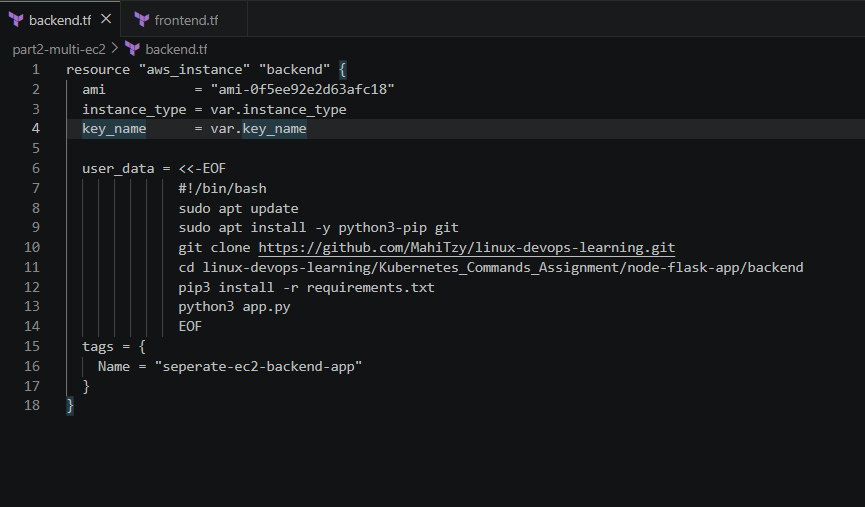 backend.tf × frontend.tf
part2-multi-ec2 > backend.tf
1 resource "aws_instance" "backend" {
2 ami = "ami-0f5ee92e2d63afc18"
3 instance_type = var.instance_type
4 key_name = var.key_name
5
6 user_data = <<-EOF
7 #!/bin/bash
8 sudo apt update
9 sudo apt install -y python3-pip git
10 git clone https://github.com/MahiTzy/linux-devops-learning.git
11 cd linux-devops-learning/Kubernetes_Commands_Assignment/node-flask-app/backend
12 pip3 install -r requirements.txt
13 python3 app.py
14 EOF
15 tags = {
16 Name = "seperate-ec2-backend-app"
17 }
18 }